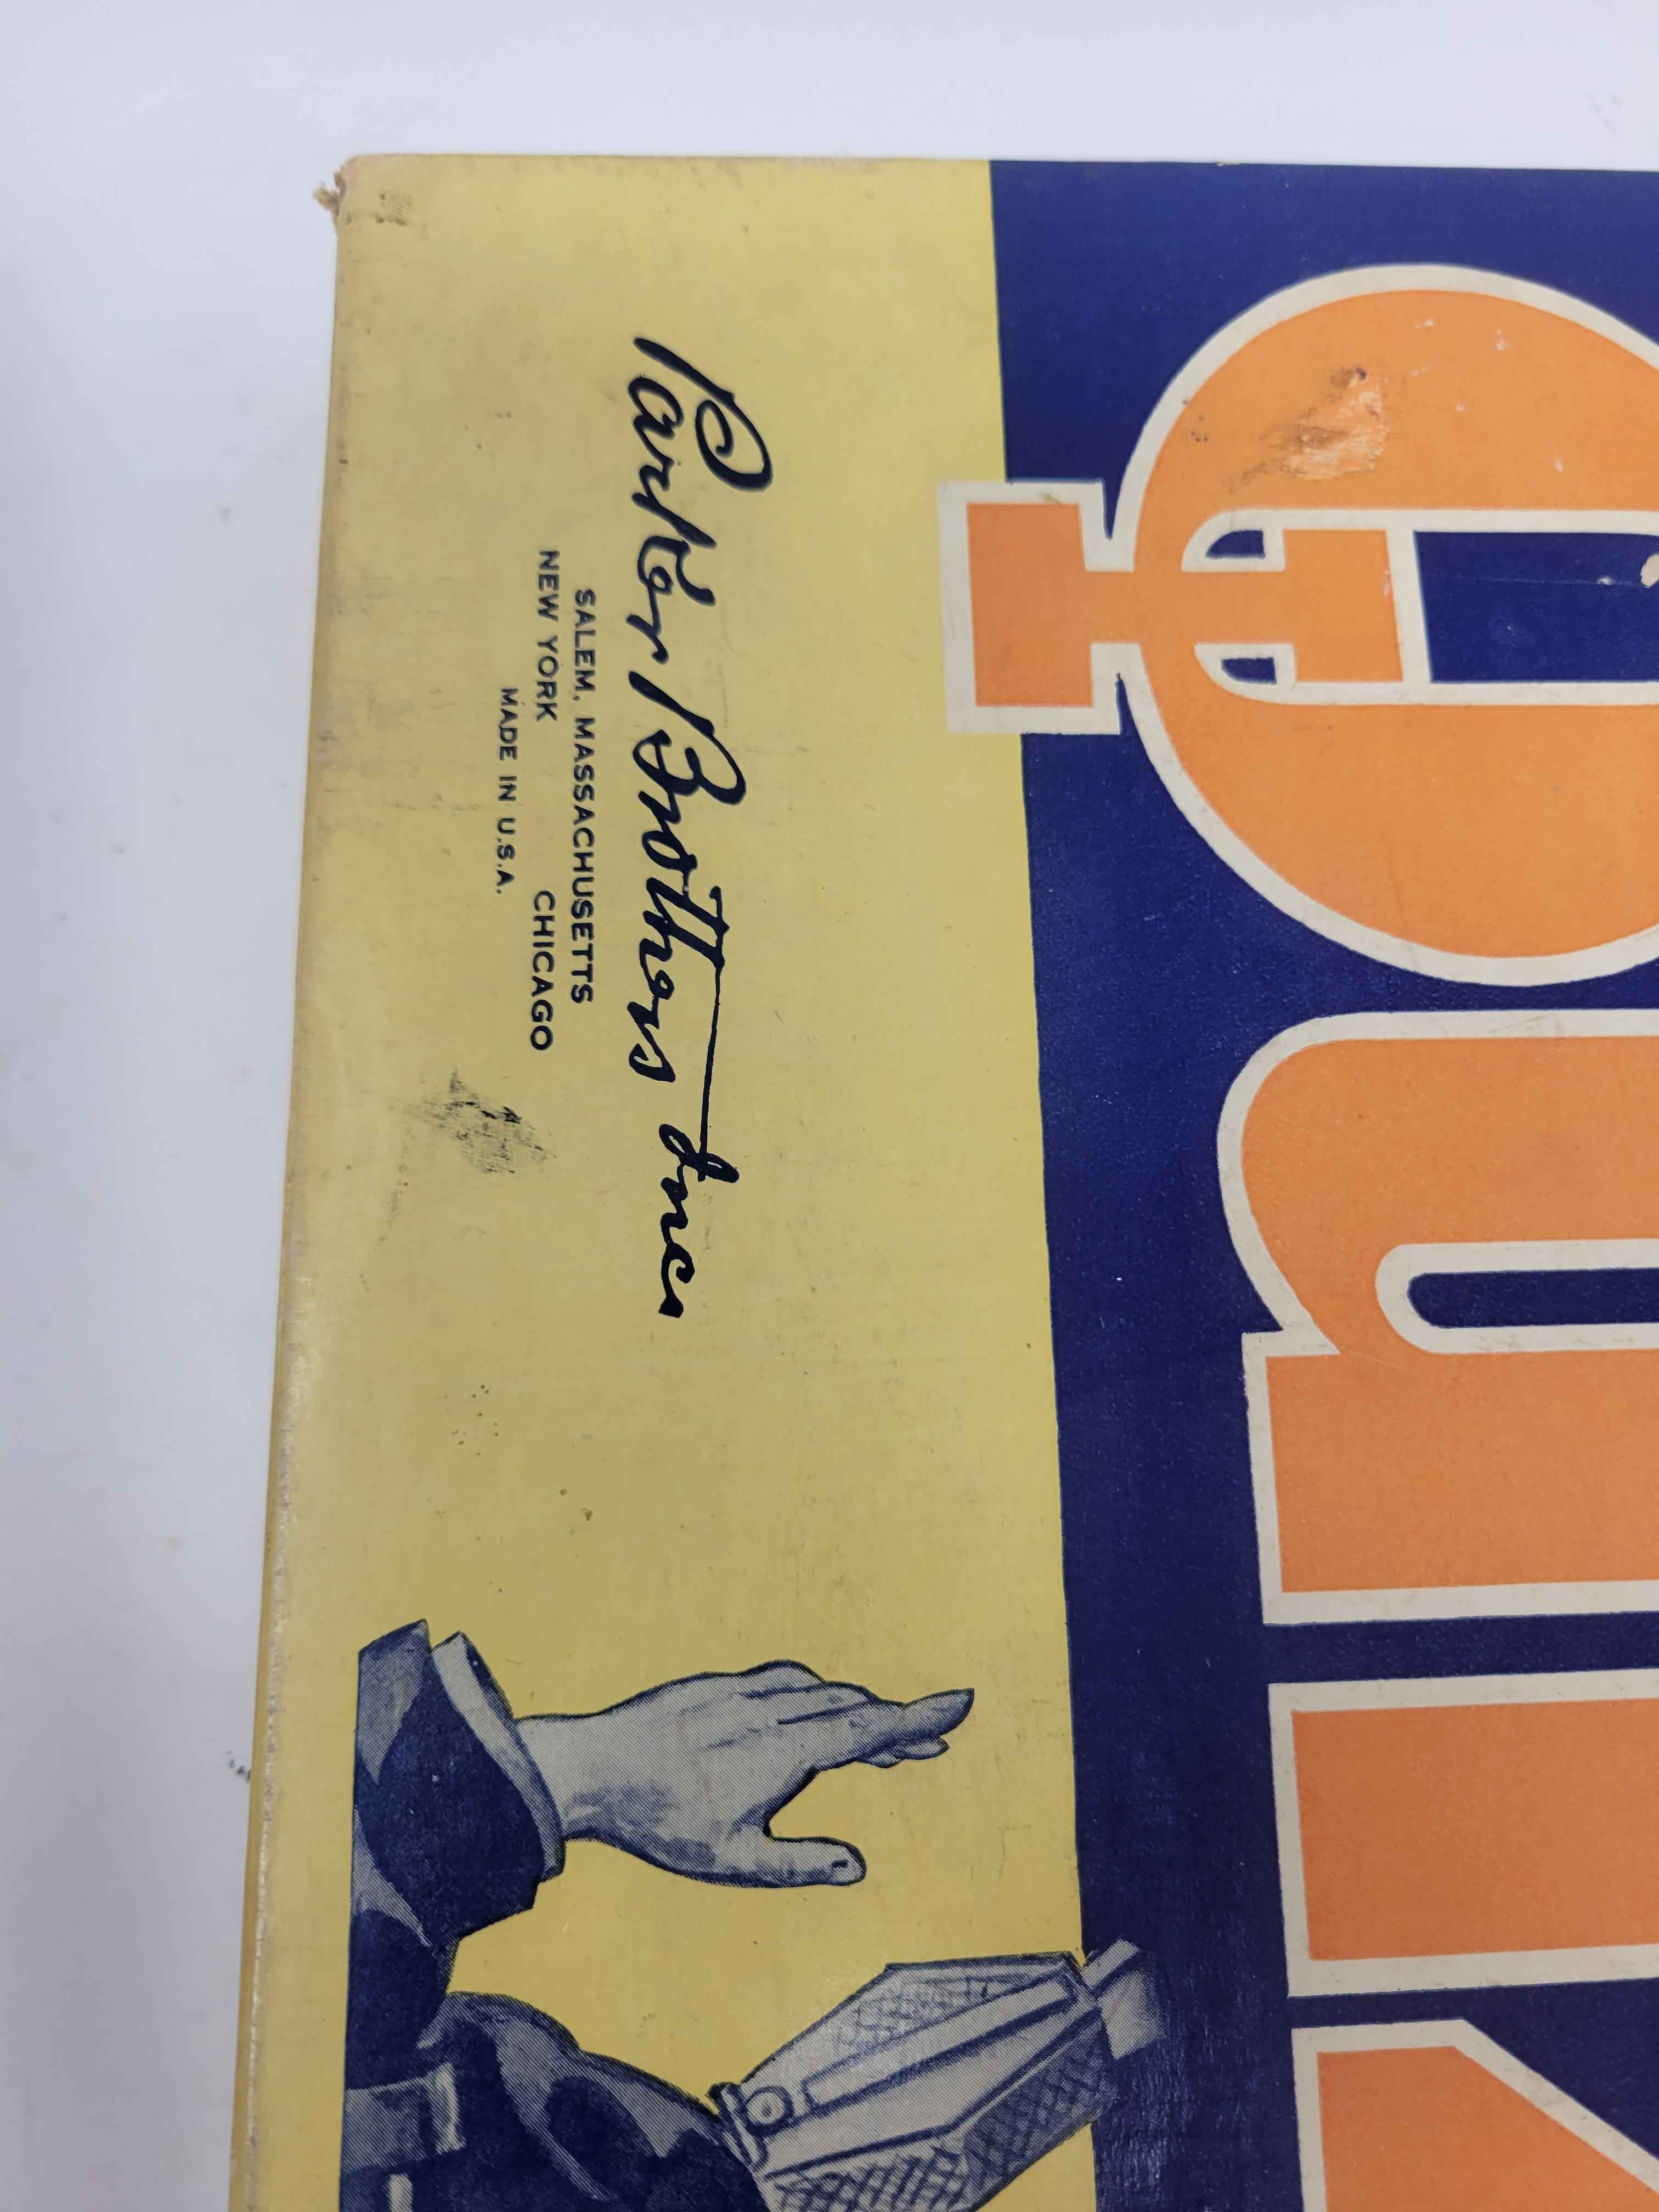 Parker Brothers Inc
SALEM, MASSACHUSETTS
NEW YORK CHICAGO
MADE IN U.S.A.